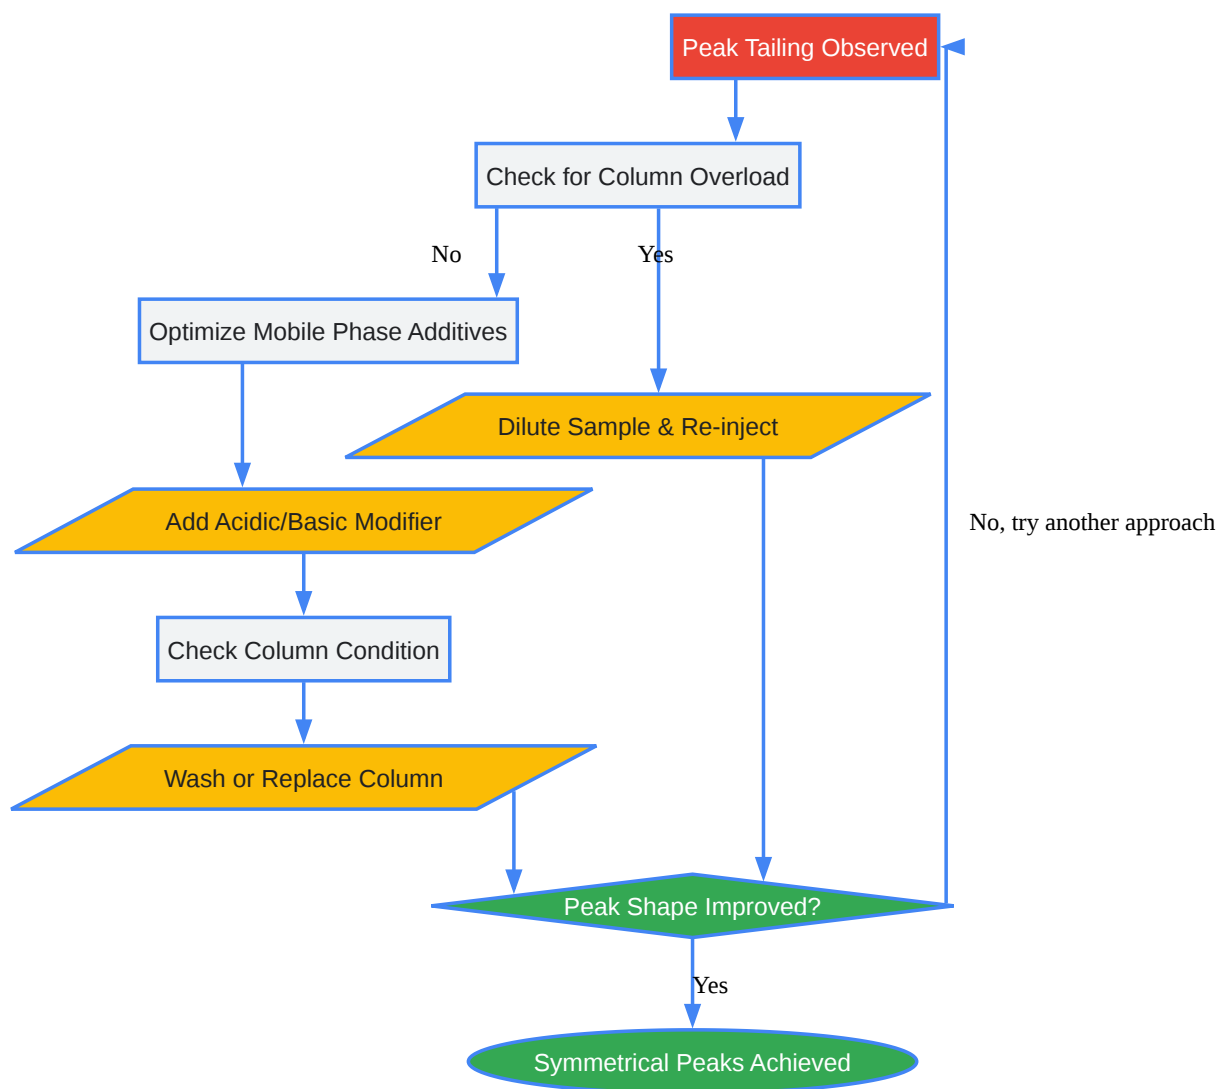 Peak Tailing Observed
Check for Column Overload
No
Yes
Optimize Mobile Phase Additives
Dilute Sample & Re-inject
Add Acidic/Basic Modifier
No, try another approach
Check Column Condition
Wash or Replace Column
Peak Shape Improved?
Yes
Symmetrical Peaks Achieved